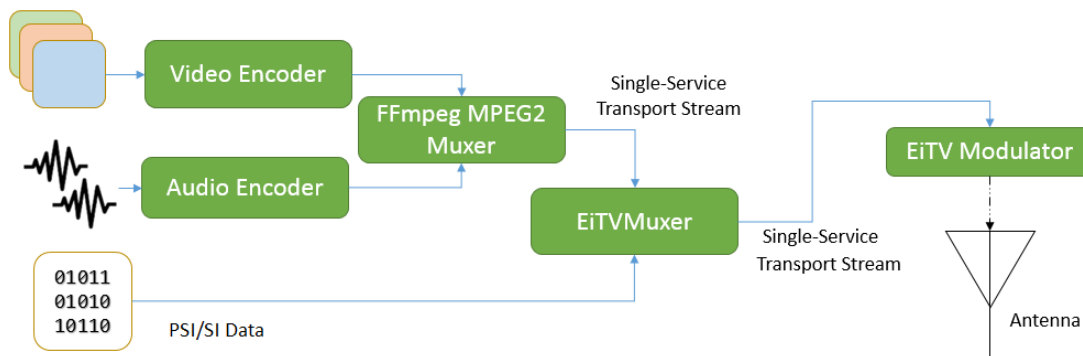 Video Encoder
FFmpeg MPEG2
Muxer
Audio Encoder
Single-Service
Transport Stream
EiTV Modulator
EiTVMuxer
Single-Service
Transport Stream
01011
01010
10110
PSI/SI Data
Antenna